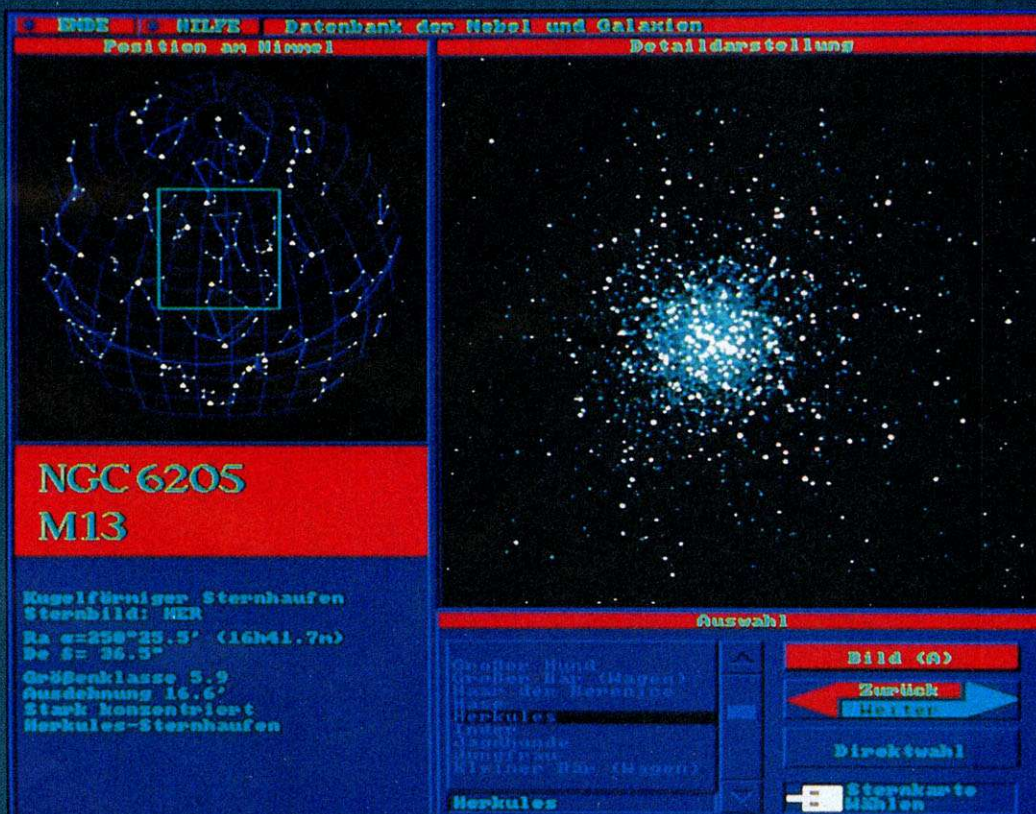 ENDE
HILFE
Datenbank der Nebel und Galaxien
Position am Himmel
Detaildarstellung
NGC 6205
M13
Kugelförmiger Sternhaufen
Sternbild: HER
Ra α=250°25.5' (16h41.7m)
De δ= 36.5°
Größenklasse 5.9
Ausdehnung 16.6'
Stark konzentriert
Herkules-Sternhaufen
Auswahl
Großer Hund
Großer Bär (Wagen)
Haar der Berenice
Herkules
Inder
Jagdhunde
Jungfrau
Kleiner Bär (Wagen)
Herkules
Bild (A)
Zurück
Weiter
Direktwahl
Sternkarte
Wählen